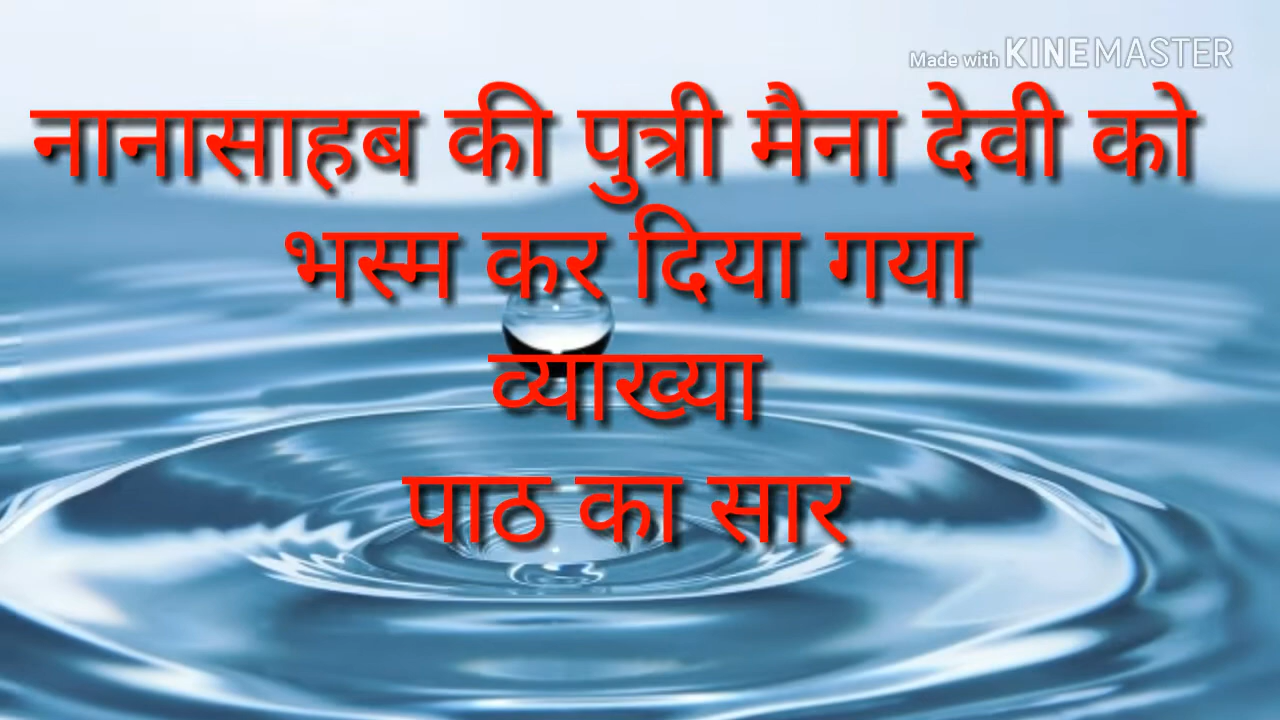 Made with KINEMASTER
नानासाहब की पुत्री मैना देवी को
भस्म कर दिया गया
व्याख्या
पाठ का सार